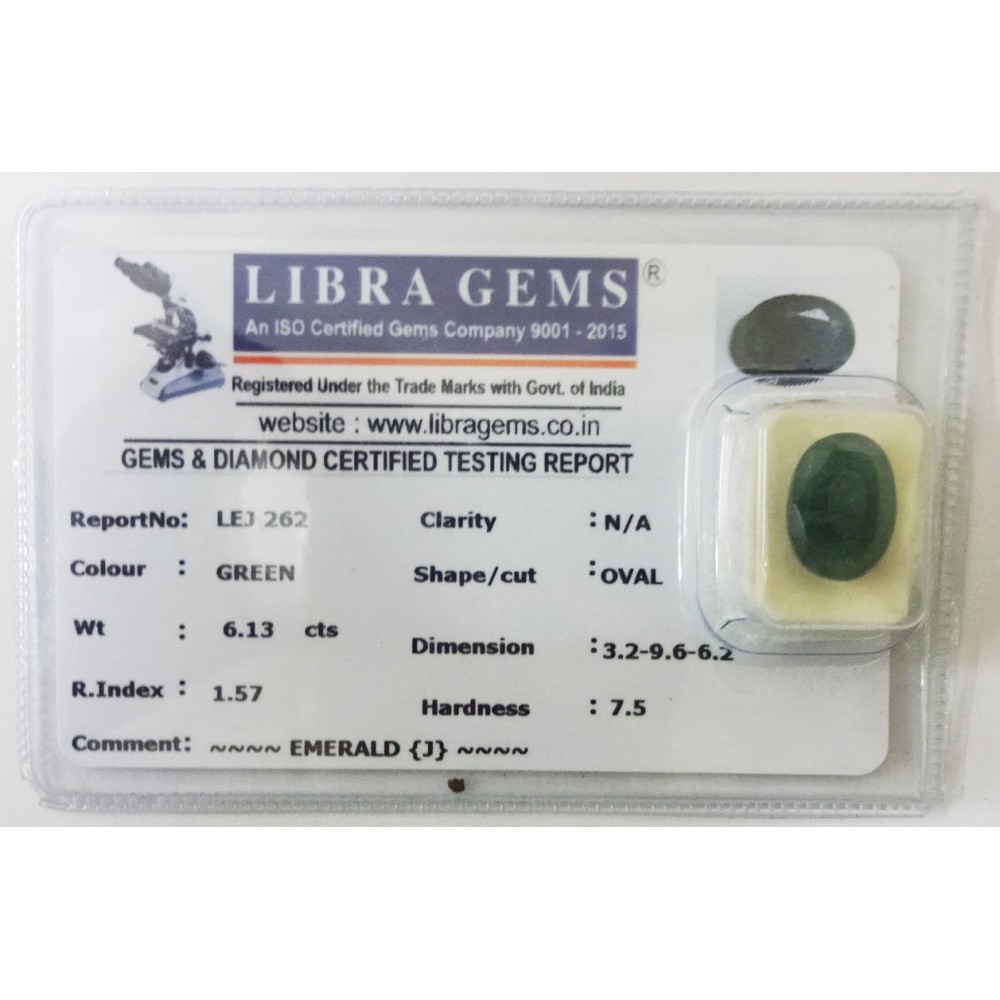 LIBRA GEMS ®
An ISO Certified Gems Company 9001 - 2015
Registered Under the Trade Marks with Govt. of India
website : www.libragems.co.in
GEMS & DIAMOND CERTIFIED TESTING REPORT
ReportNo: LEJ 262 Clarity : N/A
Colour : GREEN Shape/cut : OVAL
Wt : 6.13 cts Dimension : 3.2-9.6-6.2
R.Index : 1.57 Hardness : 7.5
Comment: ~~~~ EMERALD {J} ~~~~